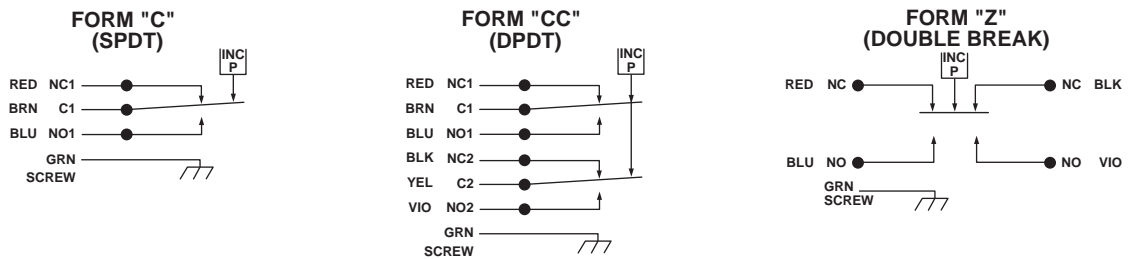 FORM "C"
(SPDT)
INC
P
RED NC1
BRN C1
BLU NO1
GRN
SCREW
FORM "CC"
(DPDT)
INC
P
RED NC1
BRN C1
BLU NO1
BLK NC2
YEL C2
VIO NO2
GRN
SCREW
FORM "Z"
(DOUBLE BREAK)
INC
P
RED NC
NC BLK
BLU NO
NO VIO
GRN
SCREW